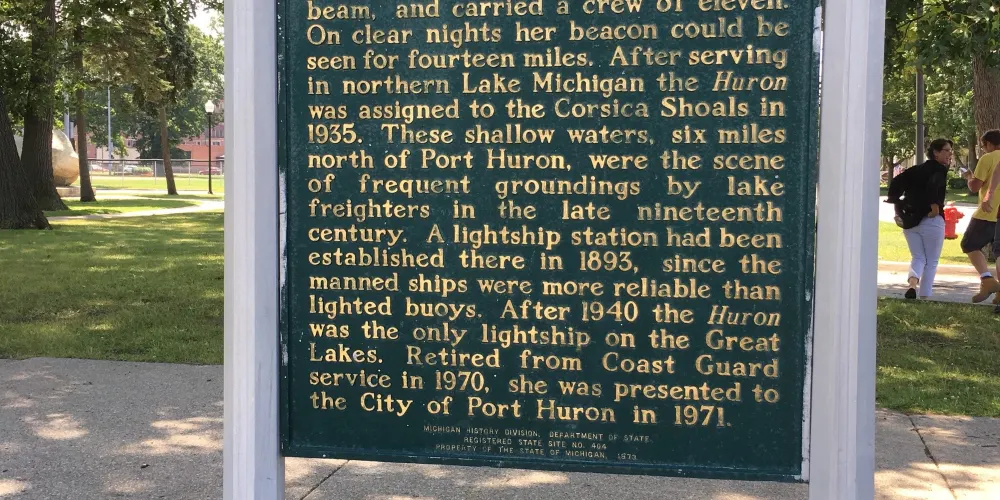 beam, and carried a crew of eleven.
On clear nights her beacon could be
seen for fourteen miles. After serving
in northern Lake Michigan the Huron
was assigned to the Corsica Shoals in
1935. These shallow waters, six miles
north of Port Huron, were the scene
of frequent groundings by lake
freighters in the late nineteenth
century. A lightship station had been
established there in 1893, since the
manned ships were more reliable than
lighted buoys. After 1940 the Huron
was the only lightship on the Great
Lakes. Retired from Coast Guard
service in 1970, she was presented to
the City of Port Huron in 1971.
MICHIGAN HISTORY DIVISION, DEPARTMENT OF STATE
REGISTERED STATE SITE NO. 404
PROPERTY OF THE STATE OF MICHIGAN, 1973